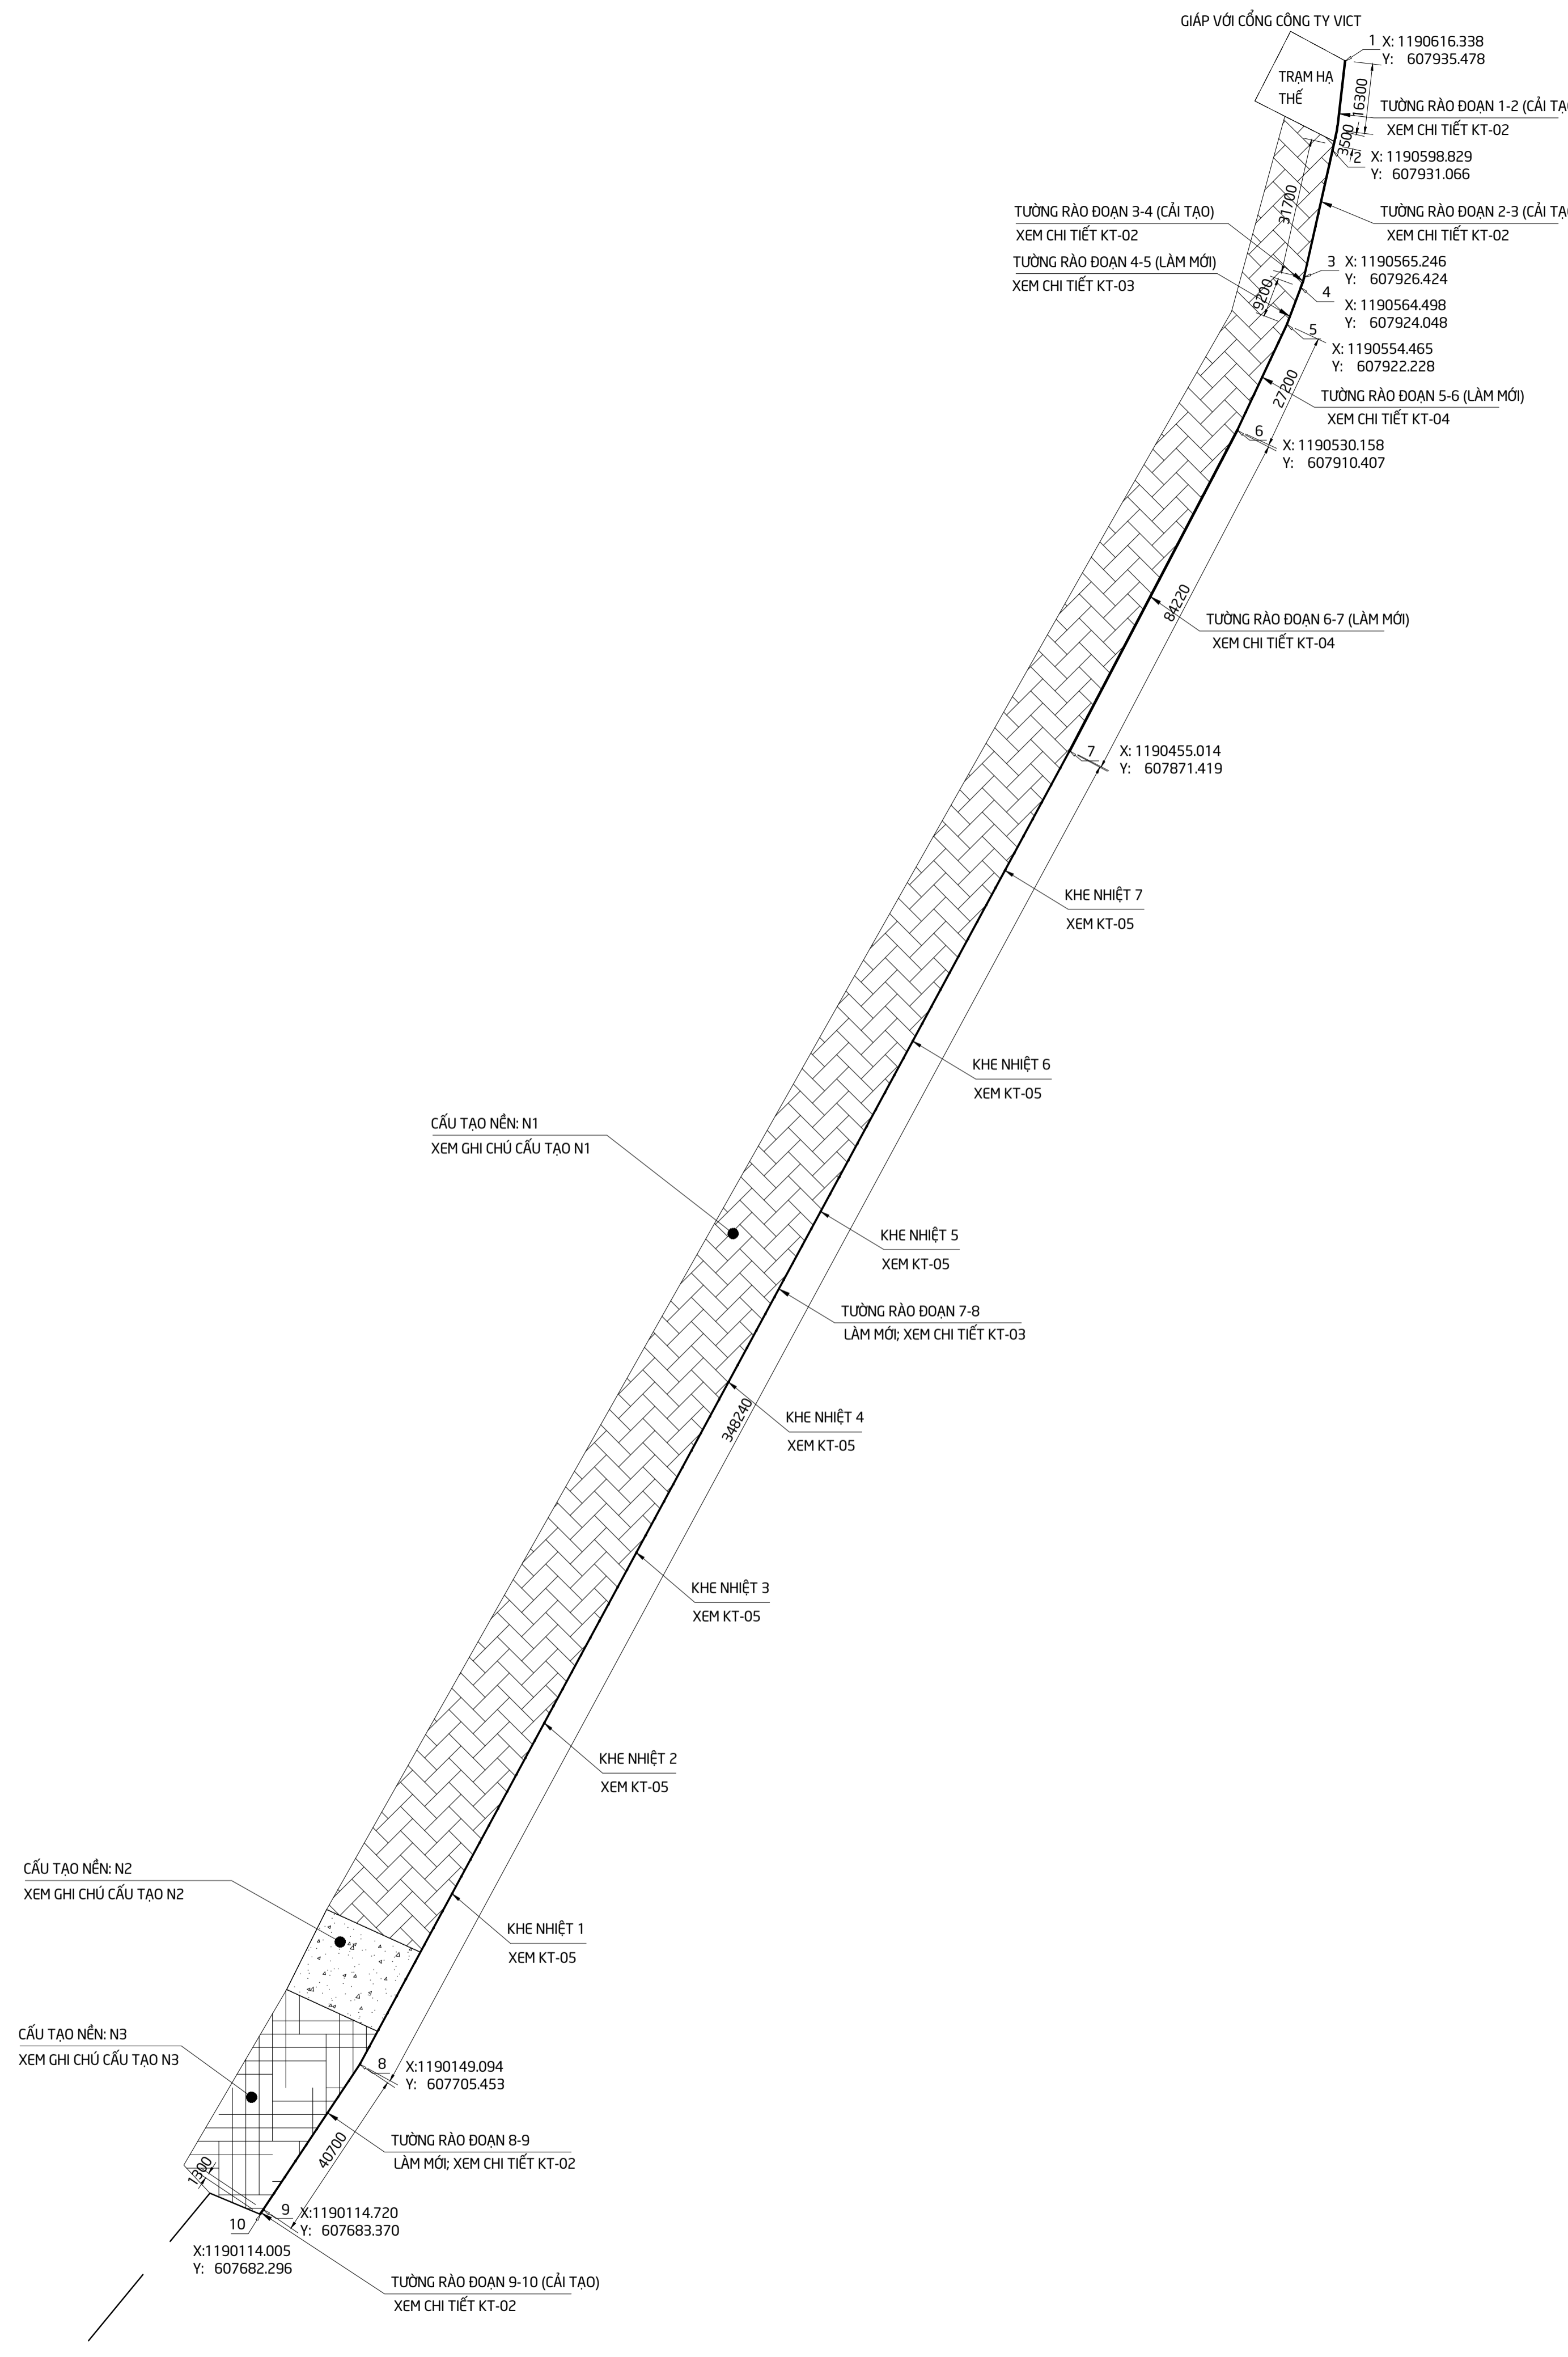 GIÁP VỚI CỔNG CÔNG TY VICT
1
X: 1190616.338
Y: 607935.478
TRẠM HẠ
THẾ
16300
TƯỜNG RÀO ĐOẠN 1-2 (CẢI
XEM CHI TIẾT KT-02
3500
2
X: 1190598.829
Y: 607931.066
31700
TƯỜNG RÀO ĐOẠN 3-4 (CẢI TẠO)
XEM CHI TIẾT KT-02
TƯỜNG RÀO ĐOẠN 2-3 (CẢI
XEM CHI TIẾT KT-02
TƯỜNG RÀO ĐOẠN 4-5 (LÀM MỚI)
XEM CHI TIẾT KT-03
3
X: 1190565.246
Y: 607926.424
9200
4
X: 1190564.498
Y: 607924.048
5
X: 1190554.465
Y: 607922.228
27200
TƯỜNG RÀO ĐOẠN 5-6 (LÀM MỚI)
XEM CHI TIẾT KT-04
6
X: 1190530.158
Y: 607910.407
84220
TƯỜNG RÀO ĐOẠN 6-7 (LÀM MỚI)
XEM CHI TIẾT KT-04
7
X: 1190455.014
Y: 607871.419
KHE NHIỆT 7
XEM KT-05
KHE NHIỆT 6
XEM KT-05
CẤU TẠO NỀN: N1
XEM GHI CHÚ CẤU TẠO N1
KHE NHIỆT 5
XEM KT-05
TƯỜNG RÀO ĐOẠN 7-8
LÀM MỚI; XEM CHI TIẾT KT-03
348240
KHE NHIỆT 4
XEM KT-05
KHE NHIỆT 3
XEM KT-05
KHE NHIỆT 2
XEM KT-05
CẤU TẠO NỀN: N2
XEM GHI CHÚ CẤU TẠO N2
KHE NHIỆT 1
XEM KT-05
CẤU TẠO NỀN: N3
XEM GHI CHÚ CẤU TẠO N3
8
X:1190149.094
Y: 607705.453
40700
TƯỜNG RÀO ĐOẠN 8-9
LÀM MỚI; XEM CHI TIẾT KT-02
1300
9
X:1190114.720
Y: 607683.370
10
X:1190114.005
Y: 607682.296
TƯỜNG RÀO ĐOẠN 9-10 (CẢI TẠO)
XEM CHI TIẾT KT-02